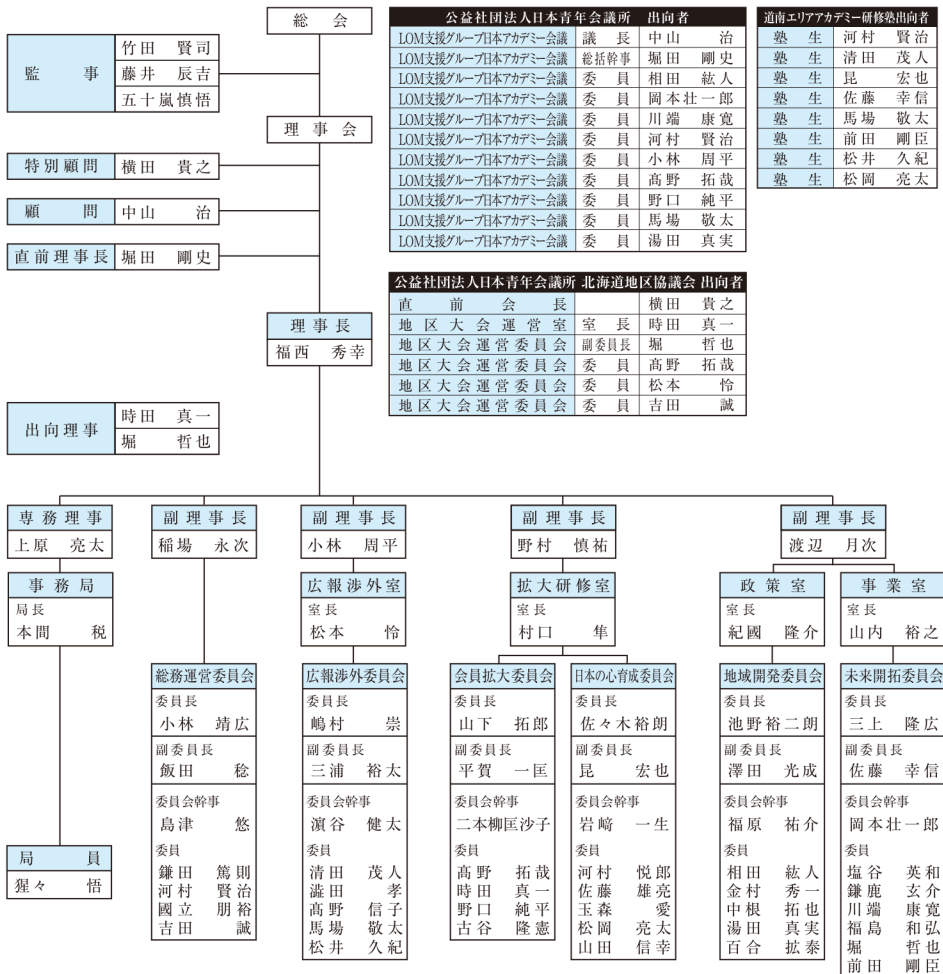 総会
監事
竹田 賢司
藤井 辰吉
五十嵐慎悟
理事会
特別顧問 横田 貴之
顧問 中山 治
直前理事長 堀田 剛史
理事長
福西 秀幸
出向理事
時田 真一
堀 哲也
公益社団法人日本青年会議所 出向者
LOM支援グループ日本アカデミー会議 議長 中山 治
LOM支援グループ日本アカデミー会議 総括幹事 堀田 剛史
LOM支援グループ日本アカデミー会議 委員 相田 紘人
LOM支援グループ日本アカデミー会議 委員 岡本壮一郎
LOM支援グループ日本アカデミー会議 委員 川端 康寛
LOM支援グループ日本アカデミー会議 委員 河村 賢治
LOM支援グループ日本アカデミー会議 委員 小林 周平
LOM支援グループ日本アカデミー会議 委員 髙野 拓哉
LOM支援グループ日本アカデミー会議 委員 野口 純平
LOM支援グループ日本アカデミー会議 委員 馬場 敬太
LOM支援グループ日本アカデミー会議 委員 湯田 真実
道南エリアアカデミー研修塾出向者
塾生 河村 賢治
塾生 清田 茂人
塾生 昆 宏也
塾生 佐藤 幸信
塾生 馬場 敬太
塾生 前田 剛臣
塾生 松井 久紀
塾生 松岡 亮太
公益社団法人日本青年会議所 北海道地区協議会 出向者
直前会長 横田 貴之
地区大会運営室 室長 時田 真一
地区大会運営委員会 副委員長 堀 哲也
地区大会運営委員会 委員 髙野 拓哉
地区大会運営委員会 委員 松本 怜
地区大会運営委員会 委員 吉田 誠
専務理事
上原 亮太
事務局
局長
本間 税
局員
猩々 悟
副理事長
稲場 永次
総務運営委員会
委員長
小林 靖広
副委員長
飯田 稔
委員会幹事
島津 悠
委員
鎌田 篤則
河村 賢治
國立 朋裕
吉田 誠
副理事長
小林 周平
広報渉外室
室長
松本 怜
広報渉外委員会
委員長
嶋村 崇
副委員長
三浦 裕太
委員会幹事
濵谷 健太
委員
清田 茂人
澁田 孝
髙野 信子
馬場 敬太
松井 久紀
副理事長
野村 慎祐
拡大研修室
室長
村口 隼
会員拡大委員会
委員長
山下 拓郎
副委員長
平賀 一匡
委員会幹事
二本柳匡沙子
委員
髙野 拓哉
時田 真一
野口 純平
古谷 隆憲
日本の心育成委員会
委員長
佐々木裕朗
副委員長
昆 宏也
委員会幹事
岩﨑 一生
委員
河村 悦郎
佐藤 雄亮
玉森 愛
松岡 亮太
山田 信幸
副理事長
渡辺 月次
政策室
室長
紀國 隆介
地域開発委員会
委員長
池野裕二朗
副委員長
澤田 光成
委員会幹事
福原 祐介
委員
相田 紘人
金村 秀一
中根 拓也
湯田 真実
百合 拡泰
事業室
室長
山内 裕之
未来開拓委員会
委員長
三上 隆広
副委員長
佐藤 幸信
委員会幹事
岡本壮一郎
委員
塩谷 英和
鎌鹿 玄介
川端 康寛
福島 和弘
堀 哲也
前田 剛臣